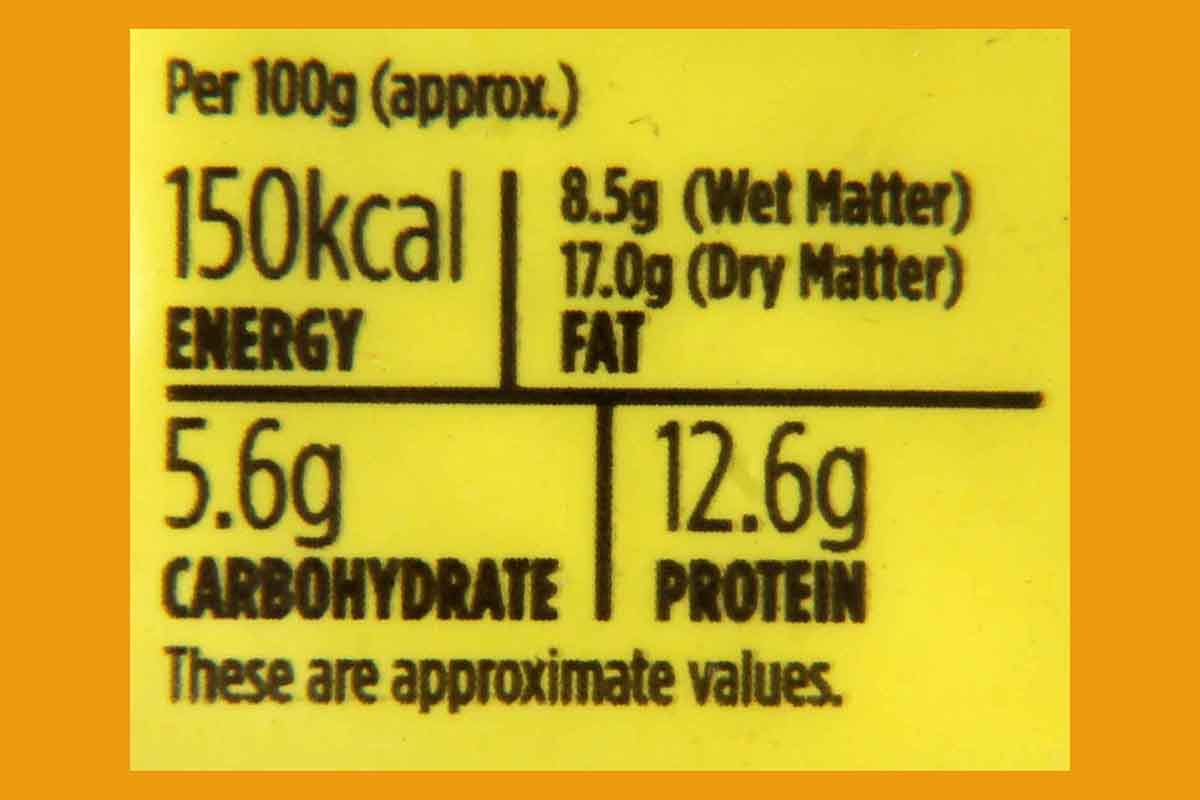 Per 100g (approx.)
150kcal
ENERGY
8.5g (Wet Matter)
17.0g (Dry Matter)
FAT
5.6g
CARBOHYDRATE
12.6g
PROTEIN
These are approximate values.